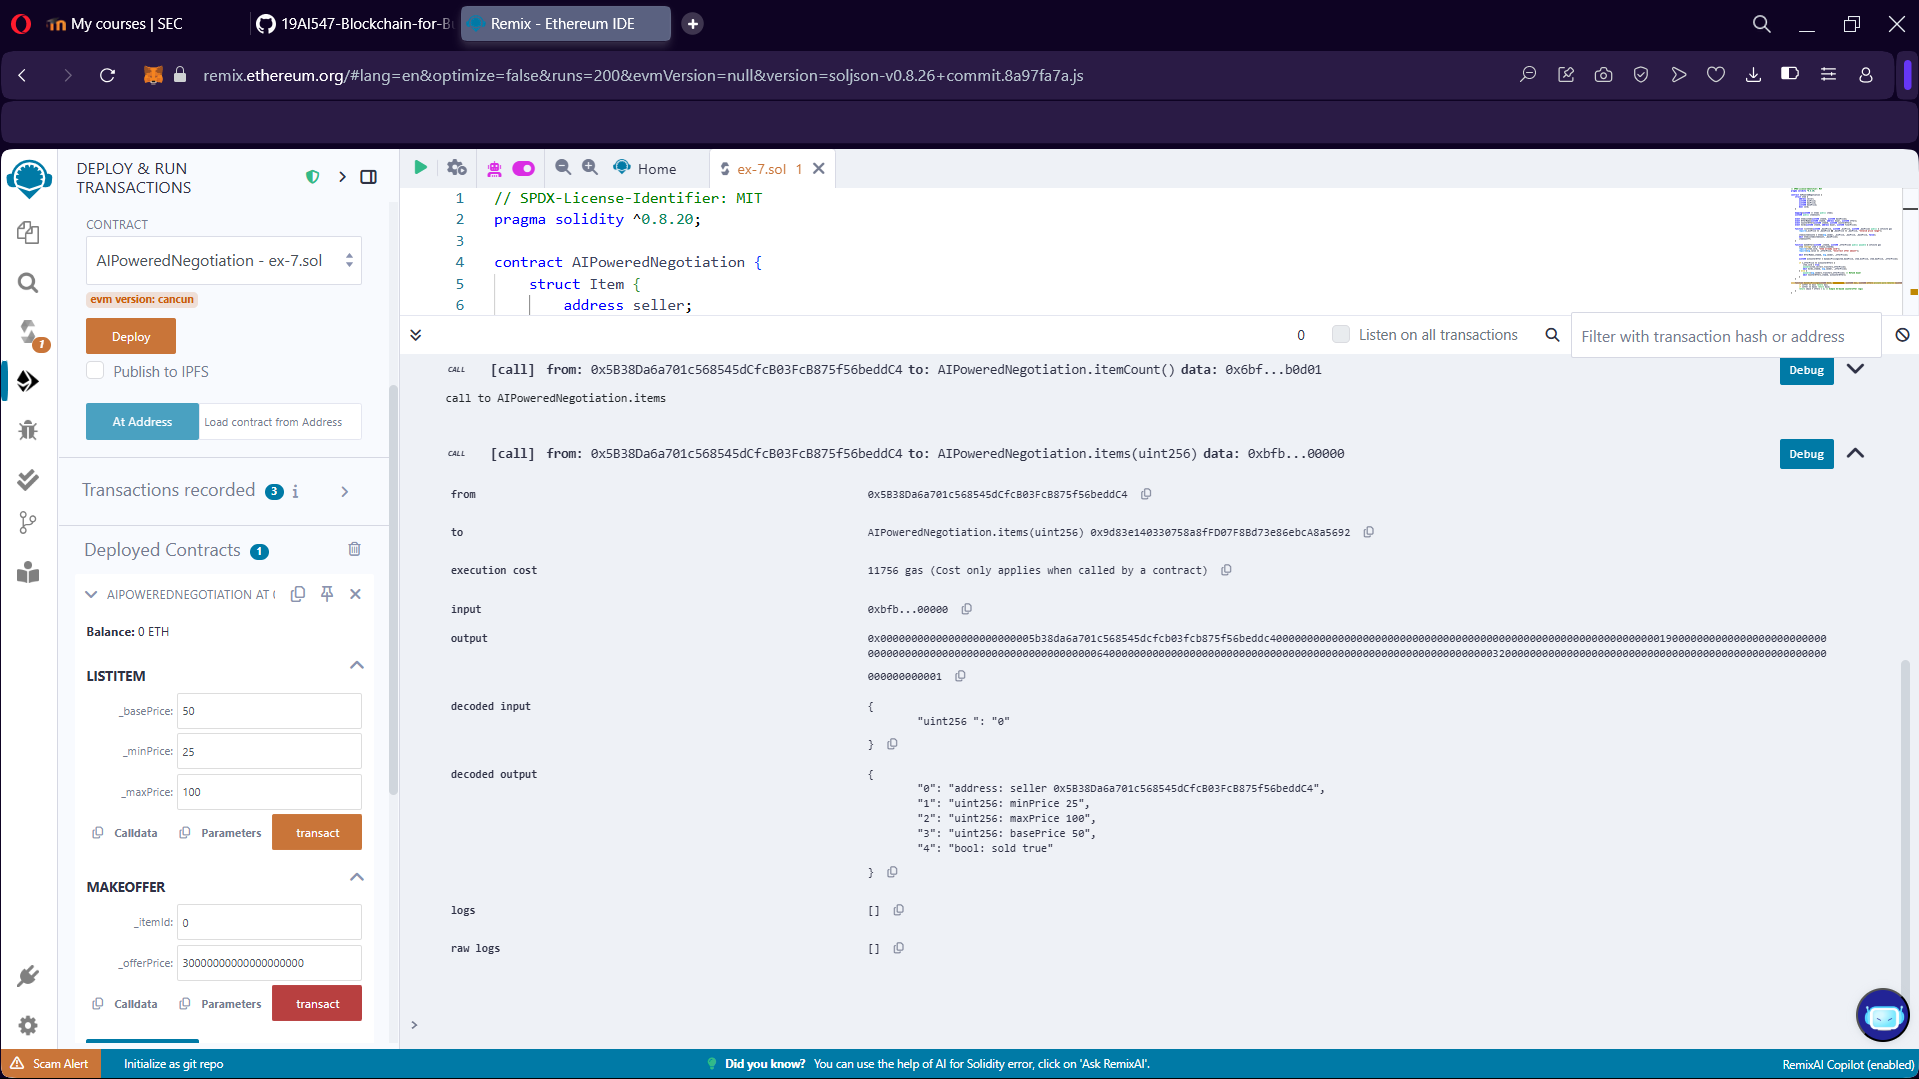 My courses | SEC
19AI547-Blockchain-for-Bu
Remix - Ethereum IDE
remix.ethereum.org/#lang=en&optimize=false&runs=200&evmVersion=null&version=soljson-v0.8.26+commit.8a97fa7a.js
DEPLOY & RUN
TRANSACTIONS
CONTRACT
AIPoweredNegotiation - ex-7.sol
evm version: cancun
Deploy
Publish to IPFS
At Address
Load contract from Address
Transactions recorded 3 i
Deployed Contracts 1
AIPOWEREDNEGOTIATION AT (
Balance: 0 ETH
LISTITEM
_basePrice: 50
_minPrice: 25
_maxPrice: 100
Calldata Parameters transact
MAKEOFFER
_itemId: 0
_offerPrice: 30000000000000000000
Calldata Parameters transact
1
Home
ex-7.sol 1
1 // SPDX-License-Identifier: MIT
2 pragma solidity ^0.8.20;
3
4 contract AIPoweredNegotiation {
5 struct Item {
6 address seller;
0 Listen on all transactions
Filter with transaction hash or address
CALL [call] from: 0x5B38Da6a701c568545dCfcB03FcB875f56beddC4 to: AIPoweredNegotiation.itemCount() data: 0x6bf...b0d01 Debug
call to AIPoweredNegotiation.items
CALL [call] from: 0x5B38Da6a701c568545dCfcB03FcB875f56beddC4 to: AIPoweredNegotiation.items(uint256) data: 0xbfb...00000 Debug
from 0x5B38Da6a701c568545dCfcB03FcB875f56beddC4
to AIPoweredNegotiation.items(uint256) 0x9d83e140330758a8fFD07F8Bd73e86ebcA8a5692
execution cost 11756 gas (Cost only applies when called by a contract)
input 0xbfb...00000
output
000000000001
decoded input {
"uint256 ": "0"
}
decoded output {
"0": "address: seller 0x5B38Da6a701c568545dCfcB03FcB875f56beddC4",
"1": "uint256: minPrice 25",
"2": "uint256: maxPrice 100",
"3": "uint256: basePrice 50",
"4": "bool: sold true"
}
logs []
raw logs []
>
Scam Alert
Initialize as git repo
Did you know? You can use the help of AI for Solidity error, click on 'Ask RemixAI'.
RemixAI Copilot (enabled)